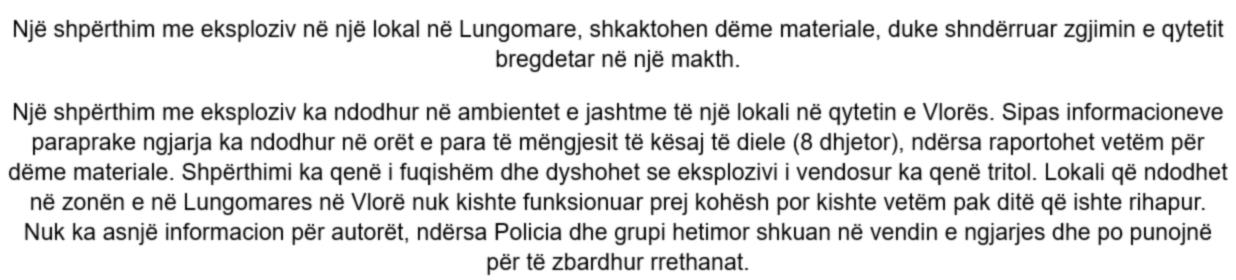 Një shpërthim me eksploziv në një lokal në Lungomare, shkaktohen dëme materiale, duke shndërruar zgjimin e qytetit
bregdetar në një makth.
Një shpërthim me eksploziv ka ndodhur në ambientet e jashtme të një lokali në qytetin e Vlorës. Sipas informacioneve
paraprake ngjarja ka ndodhur në orët e para të mëngjesit të kësaj të diele (8 dhjetor), ndërsa raportohet vetëm për
dëme materiale. Shpërthimi ka qenë i fuqishëm dhe dyshohet se eksplozivi i vendosur ka qenë tritol. Lokali që ndodhet
në zonën e në Lungomares në Vlorë nuk kishte funksionuar prej kohësh por kishte vetëm pak ditë që ishte rihapur.
Nuk ka asnjë informacion për autorët, ndërsa Policia dhe grupi hetimor shkuan në vendin e ngjarjes dhe po punojnë
për të zbardhur rrethanat.